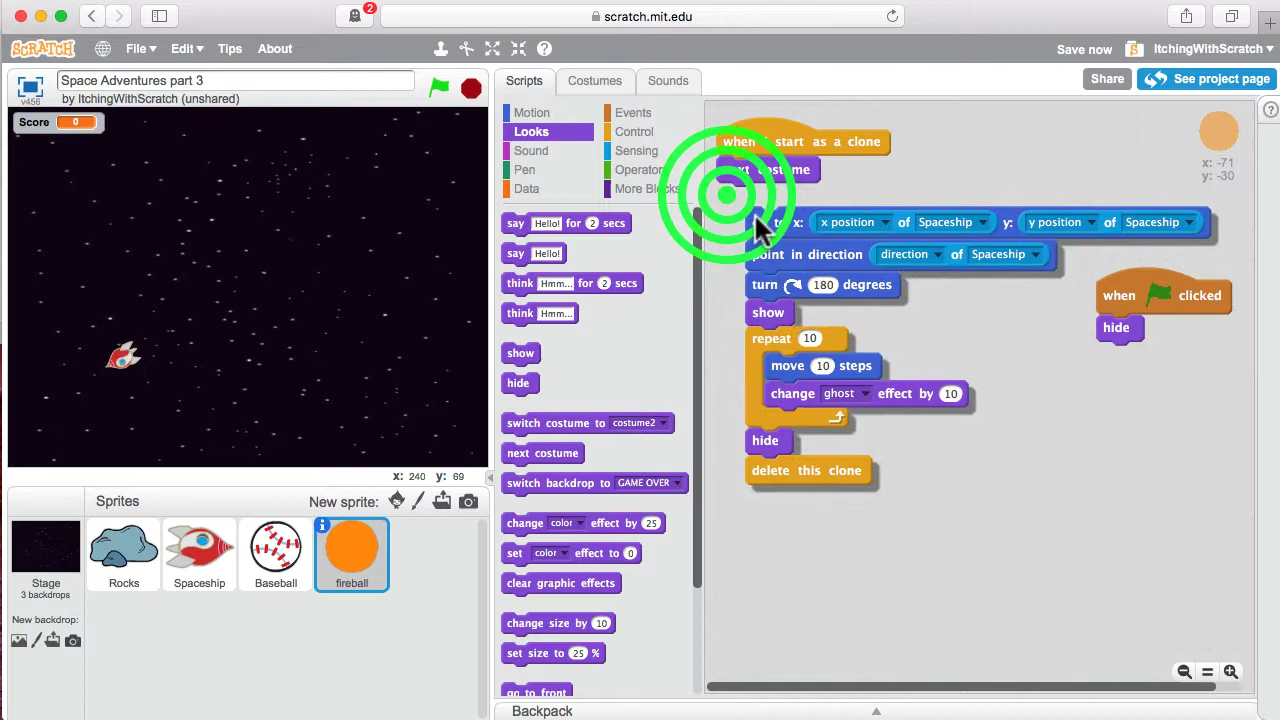 2
scratch.mit.edu
SCRATCH File Edit Tips About Save now ItchingWithScratch
Space Adventures part 3
by ItchingWithScratch (unshared)
v456
Scripts Costumes Sounds
Share See project page
Score 0
Motion Events
Looks Control
Sound Sensing
Pen
Data More
say Hello! for 2 secs
say Hello!
think Hmm... for 2 secs
think Hmm...
show
hide
switch costume to costume2
next costume
switch backdrop to GAME OVER
change color effect by 25
set color effect to 0
clear graphic effects
change size by 10
set size to 25 %
go to front
when start as a clone
costume
to x: x position of Spaceship y: y position of Spaceship
point in direction direction of Spaceship
turn 180 degrees
show
repeat 10
move 10 steps
change ghost effect by 10
hide
delete this clone
when clicked
hide
x: -71
y: -30
x: 240 y: 69
Sprites New sprite:
Stage
3 backdrops
New backdrop:
Rocks
Spaceship
Baseball
fireball
Backpack